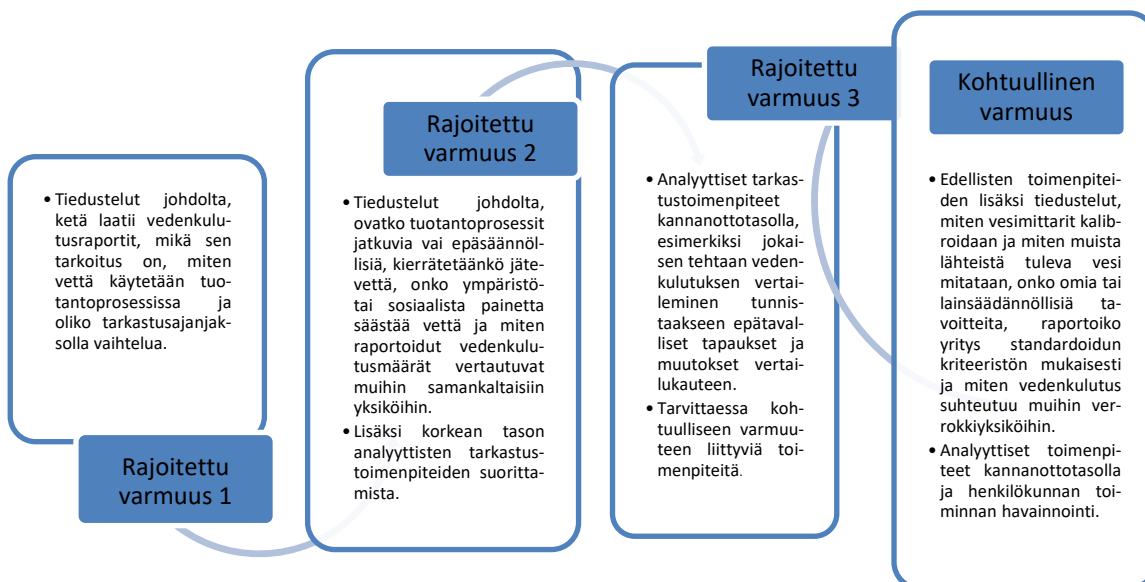 • Tiedustelut johdolta,
ketä laatii vedenkulu-
tusraportit, mikä sen
tarkoitus on, miten
vettä käytetään tuo-
tantoprosessissa ja
oliko tarkastusajanjak-
solla vaihtelua.
Rajoitettu
varmuus 1
Rajoitettu
varmuus 2
• Tiedustelut johdolta,
ovatko tuotantoprosessit
jatkuvia vai epäsäännöl-
lisiä, kierrätetäänkö jäte-
vettä, onko ympäristö-
tai sosiaalista painetta
säästää vettä ja miten
raportoidut vedenkulu-
tusmäärät vertautuvat
muihin samankaltaisiin
yksiköihin.
• Lisäksi korkean tason
analyyttisten tarkastus-
toimenpiteiden suoritta-
mista.
Rajoitettu
varmuus 3
• Analyyttiset tarkas-
tustoimenpiteet
kannanottotasolla,
esimerkiksi jokai-
sen tehtaan veden-
kulutuksen vertai-
leminen tunnis-
taakseen epätaval-
liset tapaukset ja
muutokset vertai-
lukauteen.
• Tarvittaessa koh-
tuulliseen varmuu-
teen liittyviä toi-
menpiteitä.
Kohtuullinen
varmuus
• Edellisten toimenpitei-
den lisäksi tiedustelut,
miten vesimittarit kalib-
roidaan ja miten muista
lähteistä tuleva vesi
mitataan, onko omia tai
lainsäädännöllisiä ta-
voitteita, raportoiko
yritys standardoidun
kriteeristön mukaisesti
ja miten vedenkulutus
suhteutuu muihin ver-
rokkiyksiköihin.
• Analyyttiset toimenpi-
teet kannanottotasolla
ja henkilökunnan toi-
minnan havainnointi.